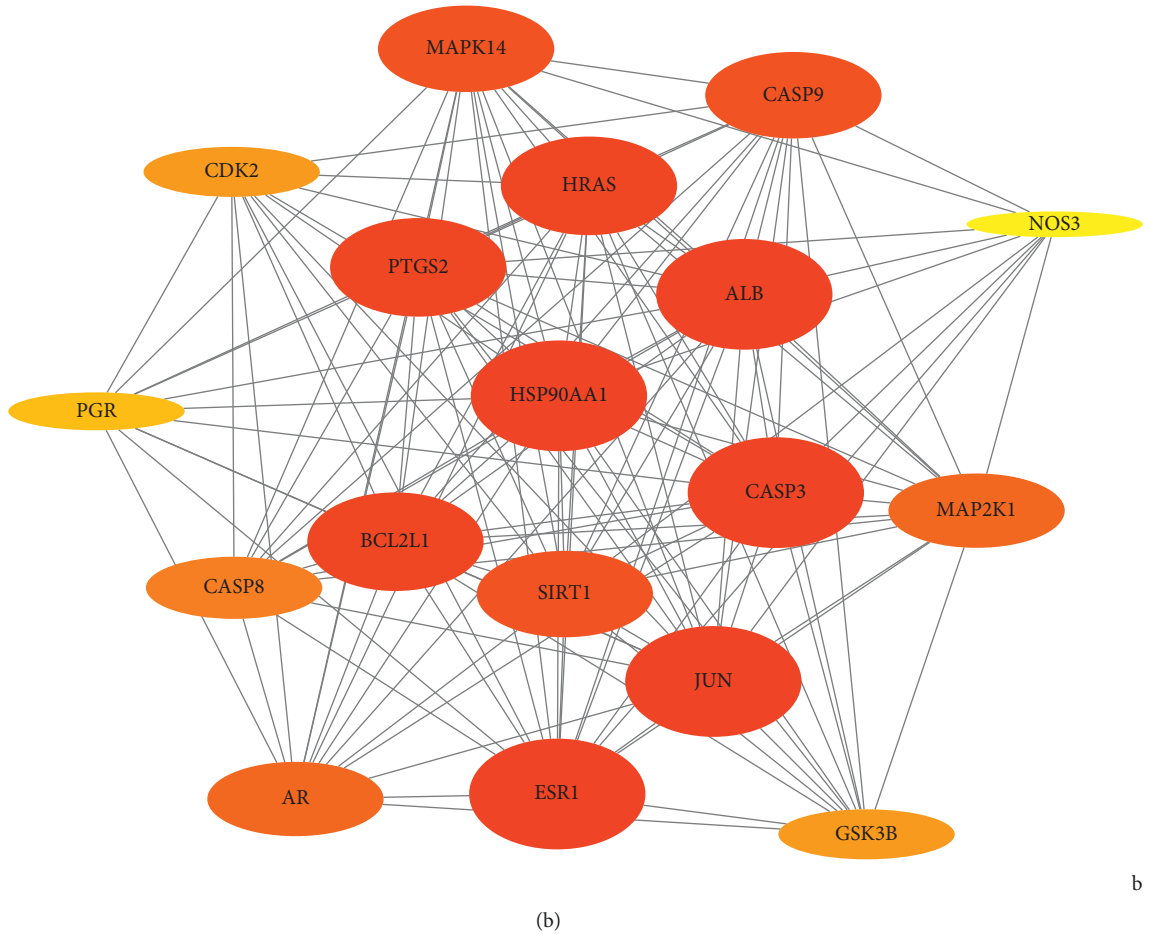 MAPK14
CASP9
CDK2
HRAS
NOS3
PTGS2
ALB
HSP90AA1
PGR
CASP3
MAP2K1
BCL2L1
CASP8
SIRT1
JUN
AR
ESR1
GSK3B
b
(b)